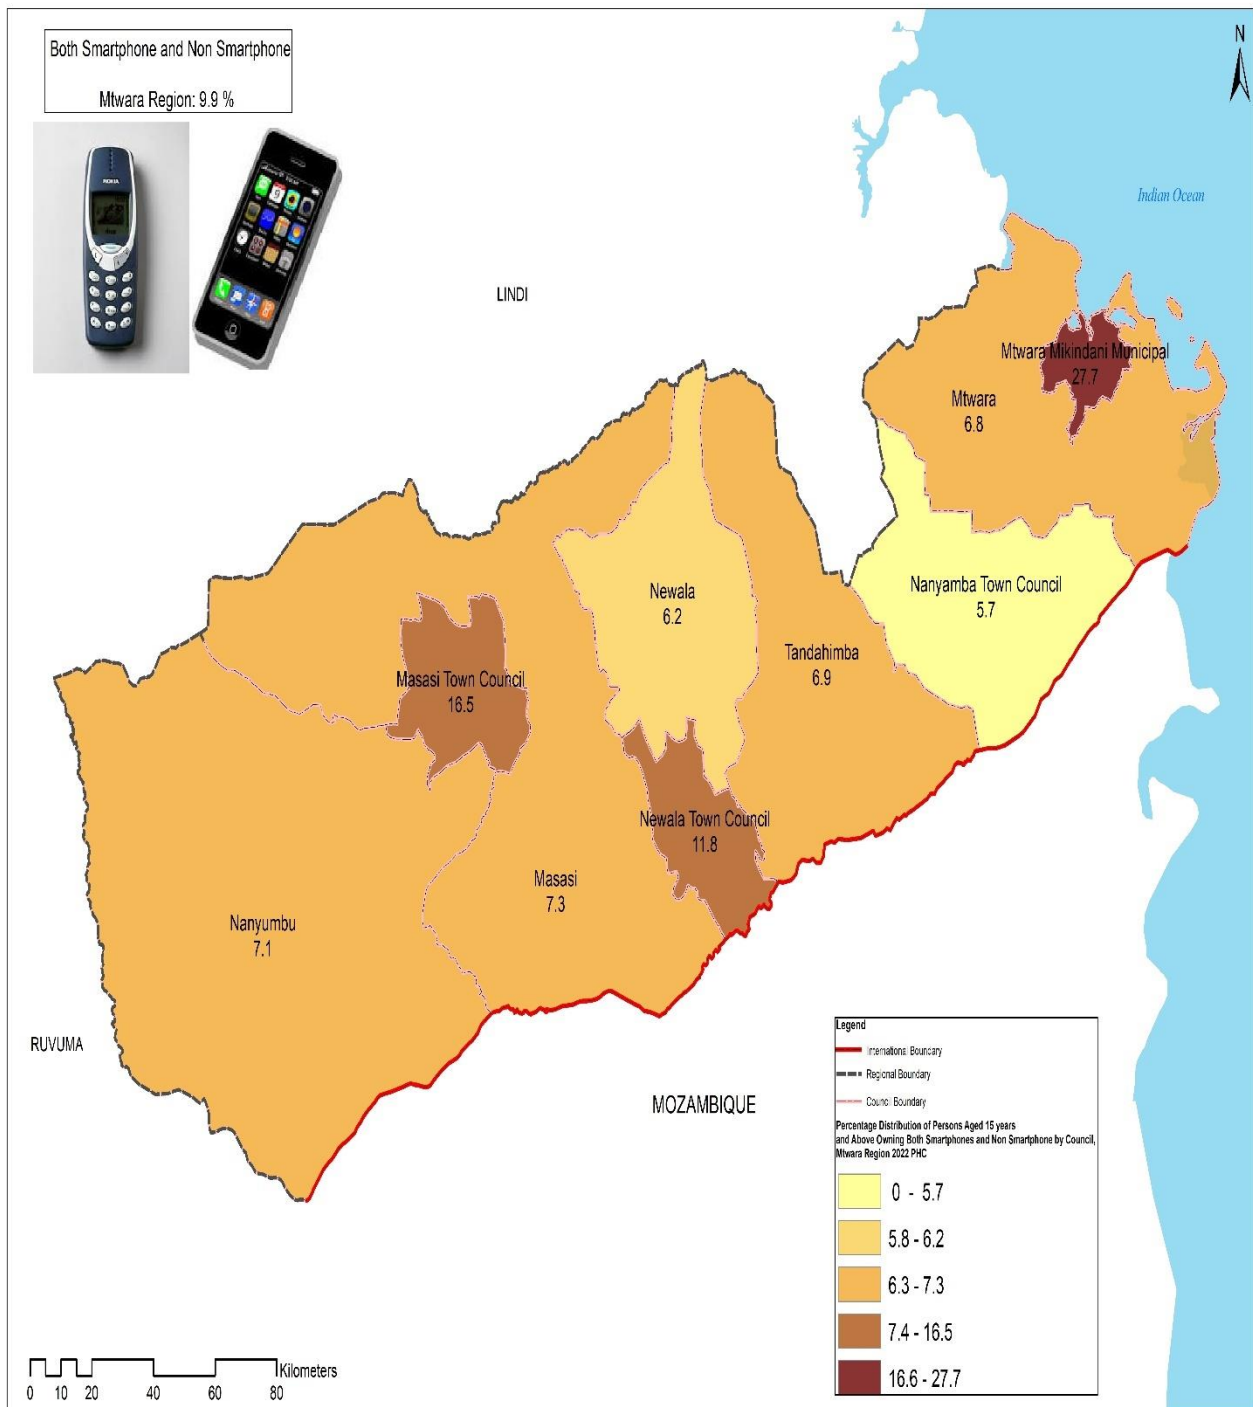 Both Smartphone and Non Smartphone
Mtwara Region: 9.9 %
N
NOKIA
Indian Ocean
LINDI
Mtwara Mikindani Municipal
27.7
Mtwara
6.8
Nanyamba Town Council
5.7
Newala
6.2
Tandahimba
6.9
Masasi Town Council
16.5
Newala Town Council
11.8
Masasi
7.3
Nanyumbu
7.1
RUVUMA
MOZAMBIQUE
Legend
International Boundary
Regional Boundary
Council Boundary
Percentage Distribution of Persons Aged 15 years
and Above Owning Both Smartphones and Non Smartphone by Council,
Mtwara Region 2022 PHC
0 - 5.7
5.8 - 6.2
6.3 - 7.3
7.4 - 16.5
16.6 - 27.7
Kilometers
0 10 20 40 60 80